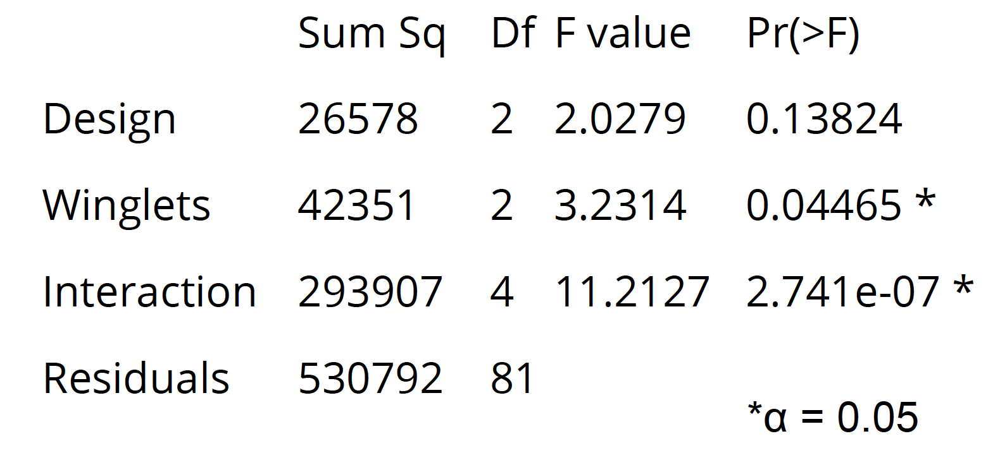 Sum Sq Df F value Pr(>F)
Design 26578 2 2.0279 0.13824
Winglets 42351 2 3.2314 0.04465 *
Interaction 293907 4 11.2127 2.741e-07 *
Residuals 530792 81
*α = 0.05